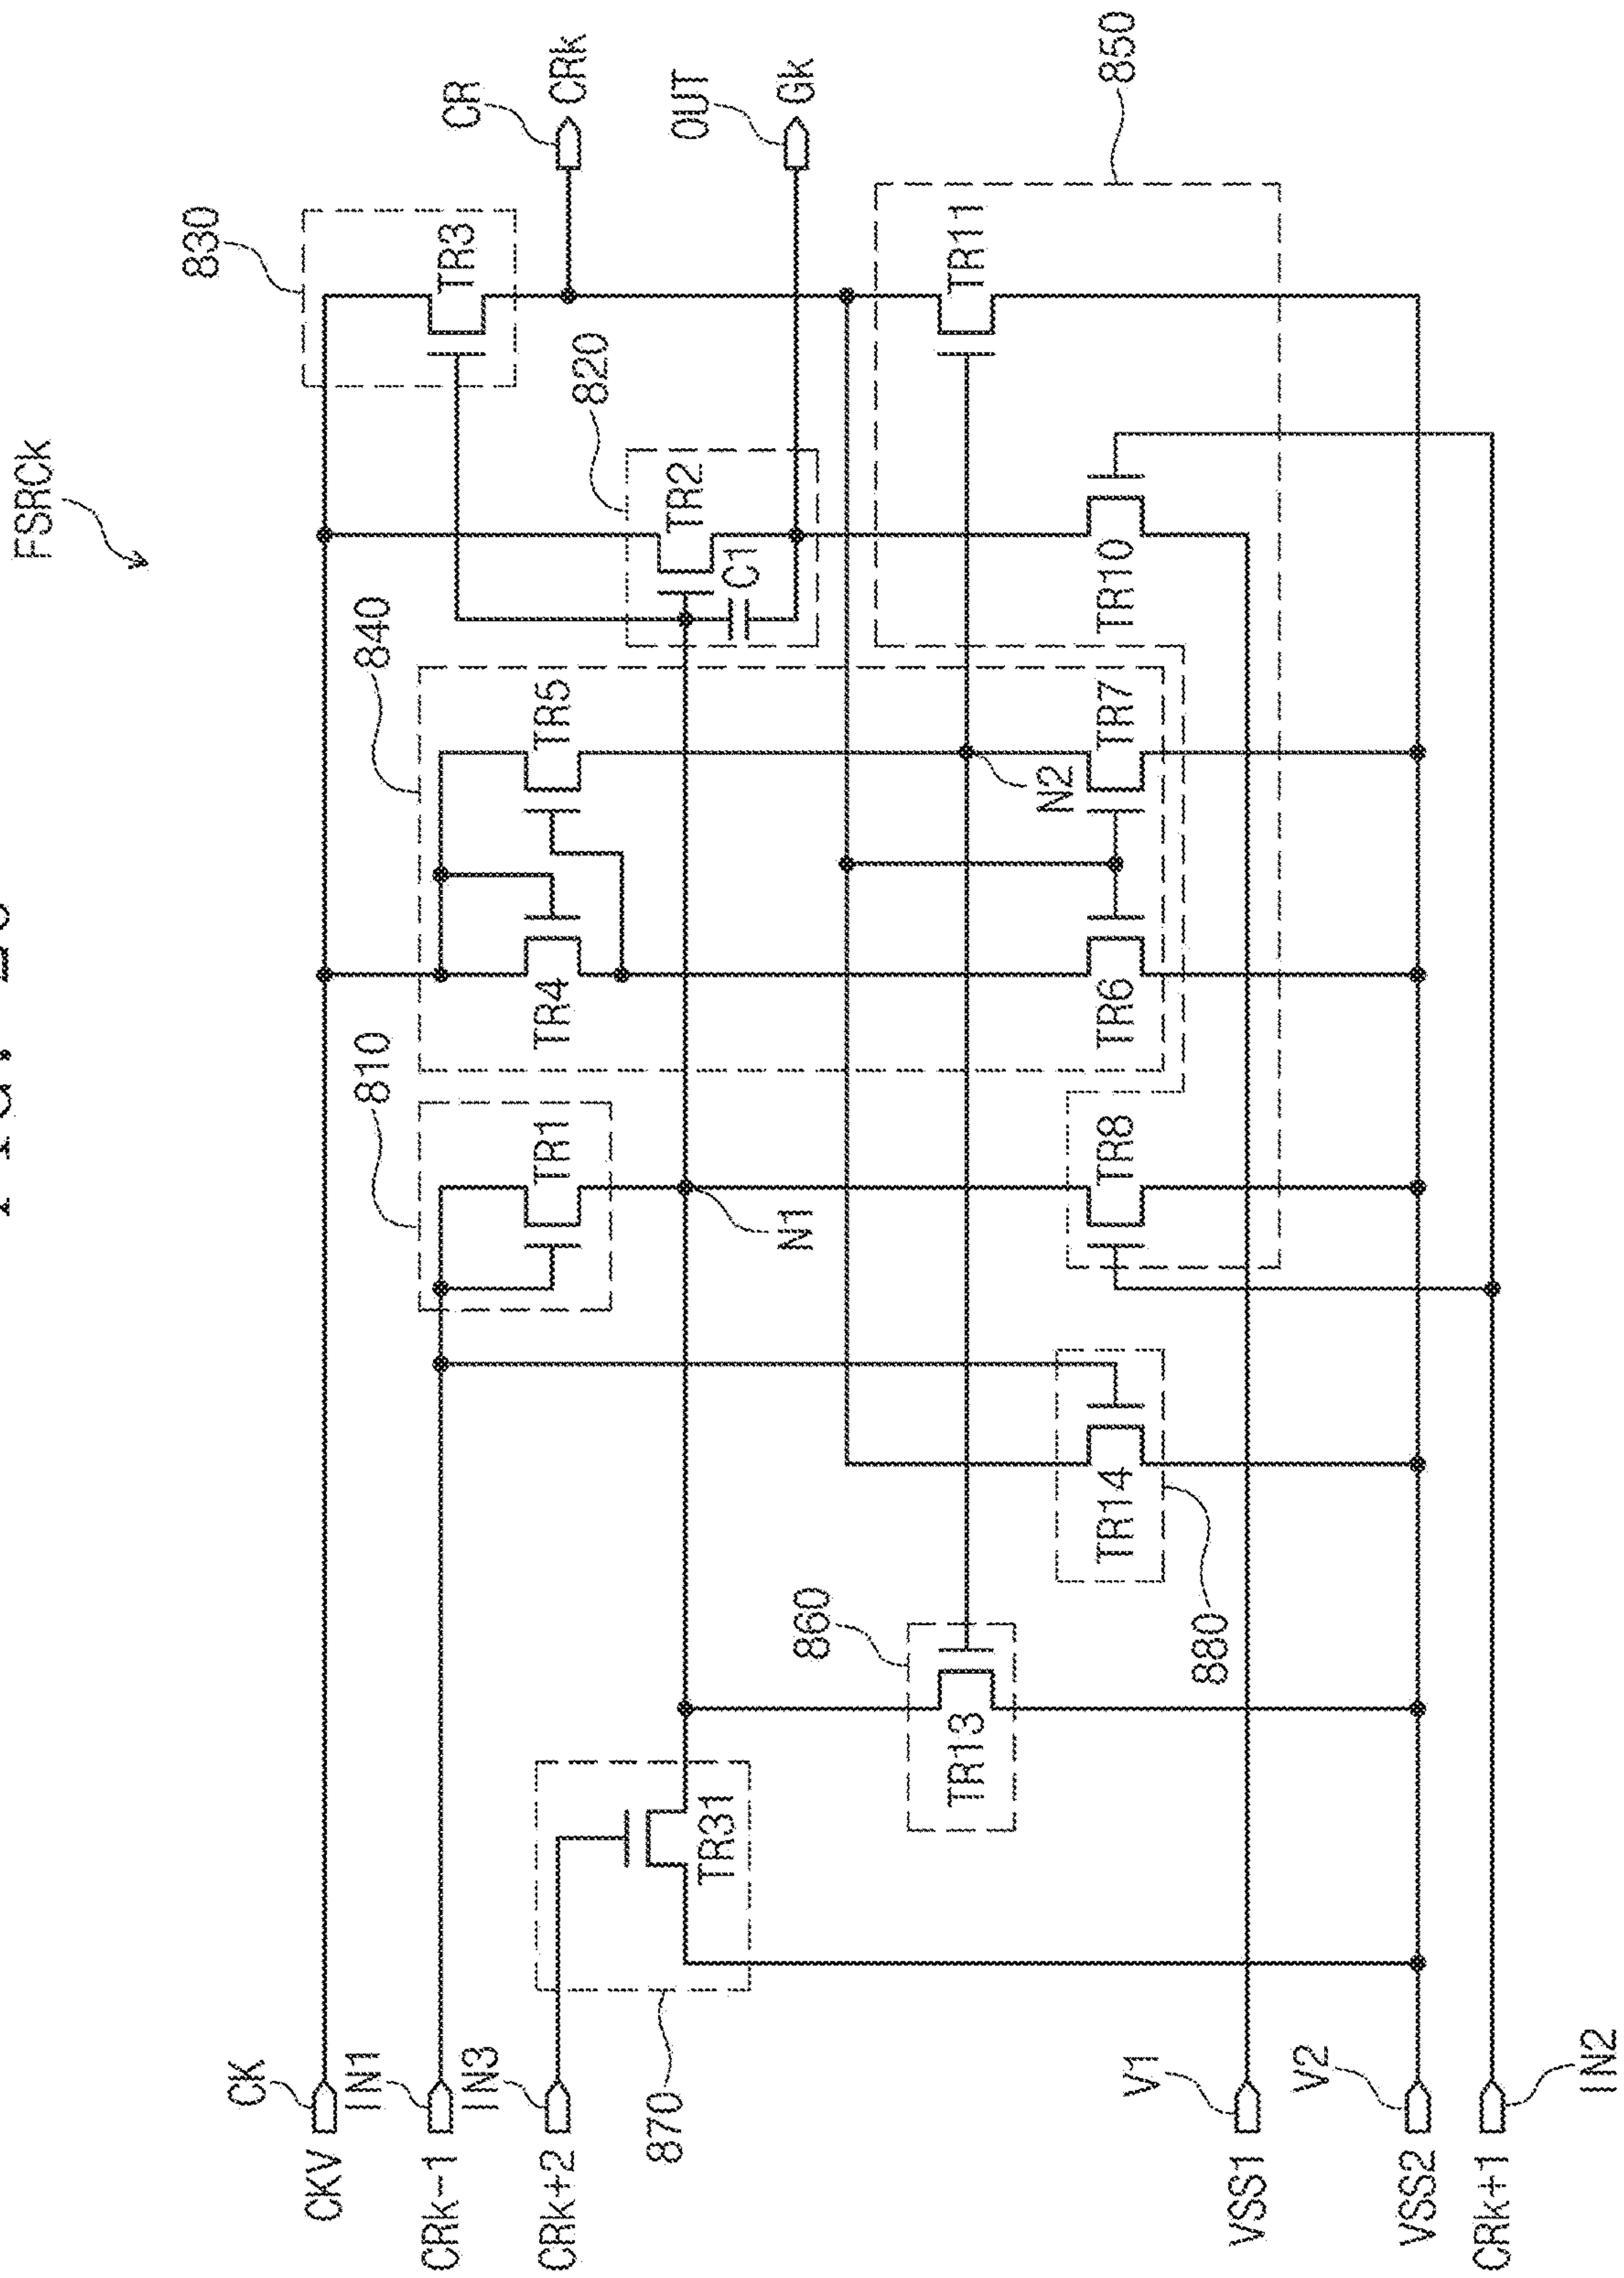 FSRCk
830
TR3
CR
CRk
820
TR2
C1
OUT
Gk
850
TR11
TR10
840
TR5
TR4
N2
TR7
TR6
810
TR1
N1
TR8
TR14
880
860
TR13
TR31
870
CK
CKV
IN1
CRk-1
IN3
CRk+2
V1
VSS1
V2
VSS2
IN2
CRk+1